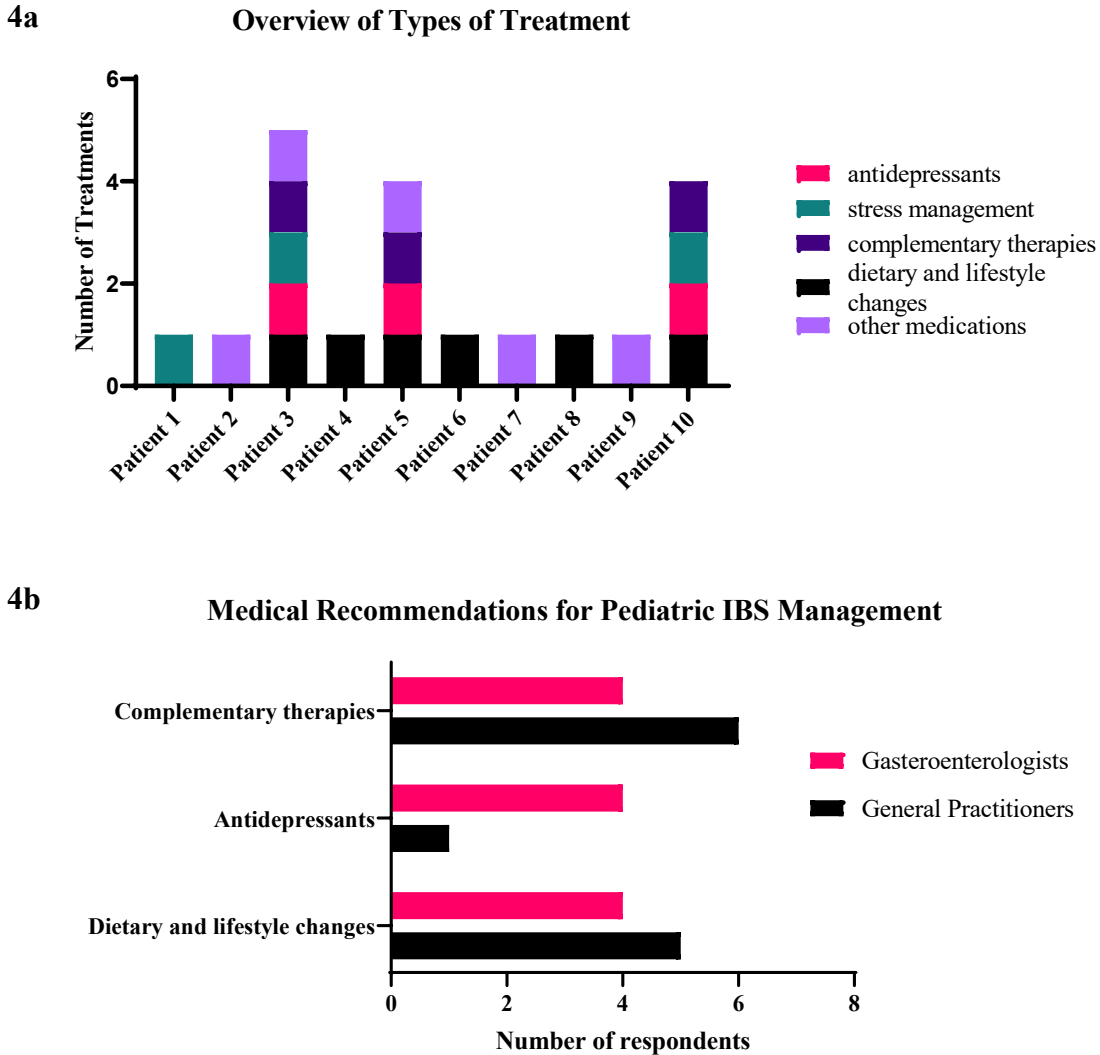 4a
Overview of Types of Treatment
Number of Treatments
6
4
2
0
Patient 1
Patient 2
Patient 3
Patient 4
Patient 5
Patient 6
Patient 7
Patient 8
Patient 9
Patient 10
antidepressants
stress management
complementary therapies
dietary and lifestyle
changes
other medications
4b
Medical Recommendations for Pediatric IBS Management
Complementary therapies
Antidepressants
Dietary and lifestyle changes
0 2 4 6 8
Number of respondents
Gasteroenterologists
General Practitioners